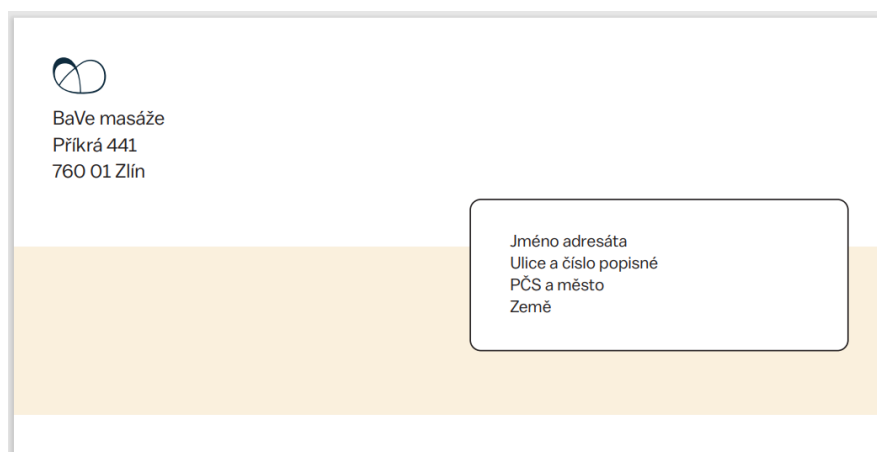 BaVe masáže
Příkrá 441
760 01 Zlín
Jméno adresáta
Ulice a číslo popisné
PČS a město
Země